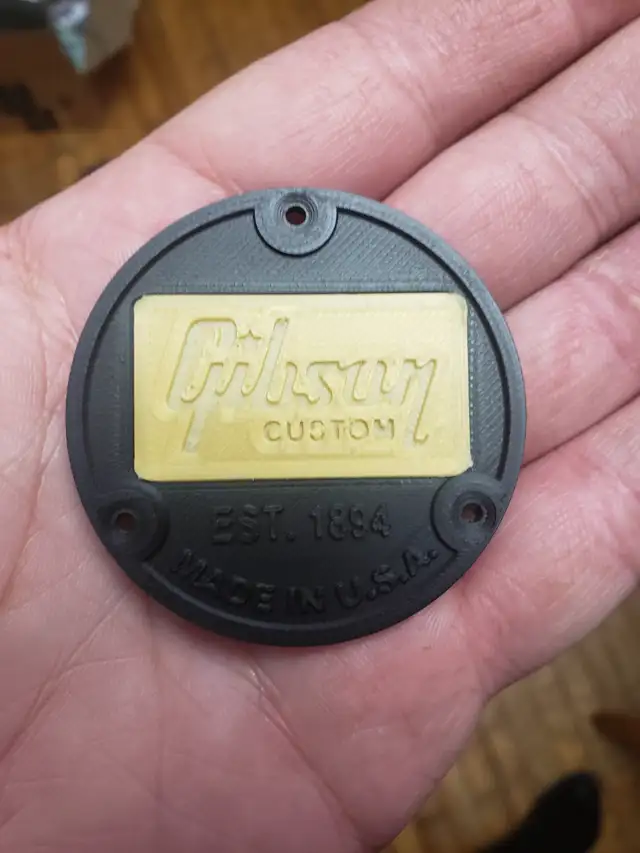 Gibson
CUSTOM
EST. 1894
MADE IN U.S.A.